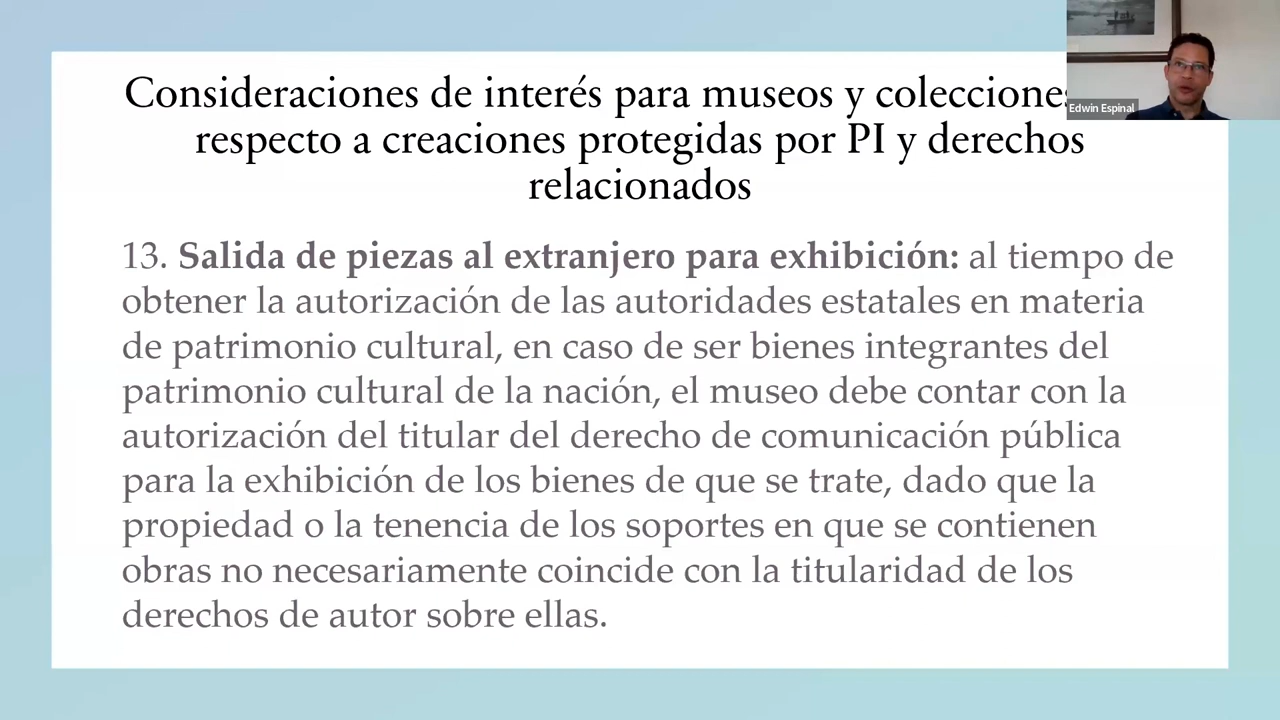 Consideraciones de interés para museos y colecciones
respecto a creaciones protegidas por PI y derechos
relacionados
Edwin Espinal
13. Salida de piezas al extranjero para exhibición: al tiempo de
obtener la autorización de las autoridades estatales en materia
de patrimonio cultural, en caso de ser bienes integrantes del
patrimonio cultural de la nación, el museo debe contar con la
autorización del titular del derecho de comunicación pública
para la exhibición de los bienes de que se trate, dado que la
propiedad o la tenencia de los soportes en que se contienen
obras no necesariamente coincide con la titularidad de los
derechos de autor sobre ellas.